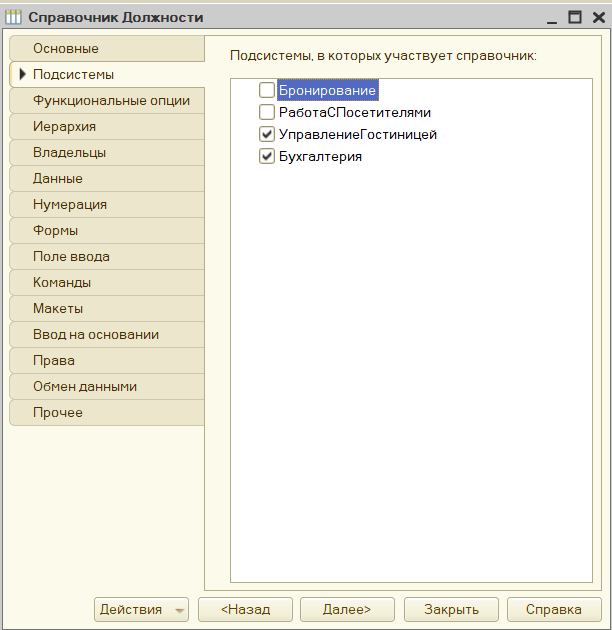 Справочник Должности
Основные
Подсистемы
Функциональные опции
Иерархия
Владельцы
Данные
Нумерация
Формы
Поле ввода
Команды
Макеты
Ввод на основании
Права
Обмен данными
Прочее
Подсистемы, в которых участвует справочник:
Бронирование
РаботаСПосетителями
УправлениеГостиницей
Бухгалтерия
Действия <Назад Далее> Закрыть Справка